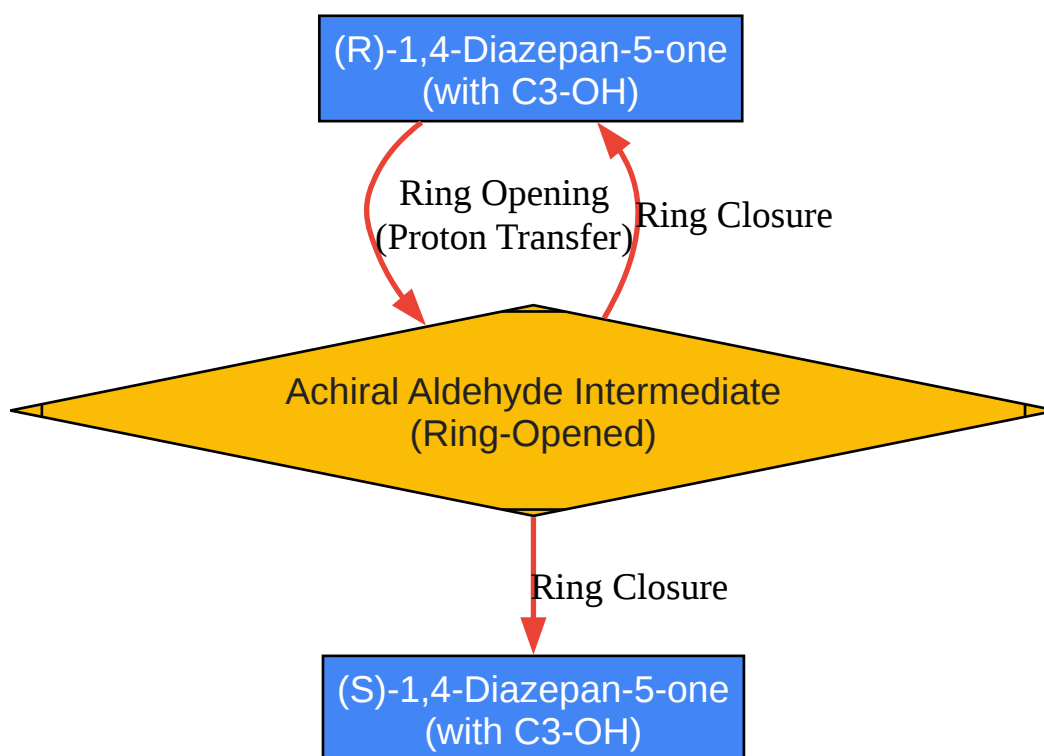 (R)-1,4-Diazepan-5-one
(with C3-OH)
Ring Opening
(Proton Transfer)
Ring Closure
Achiral Aldehyde Intermediate
(Ring-Opened)
Ring Closure
(S)-1,4-Diazepan-5-one
(with C3-OH)